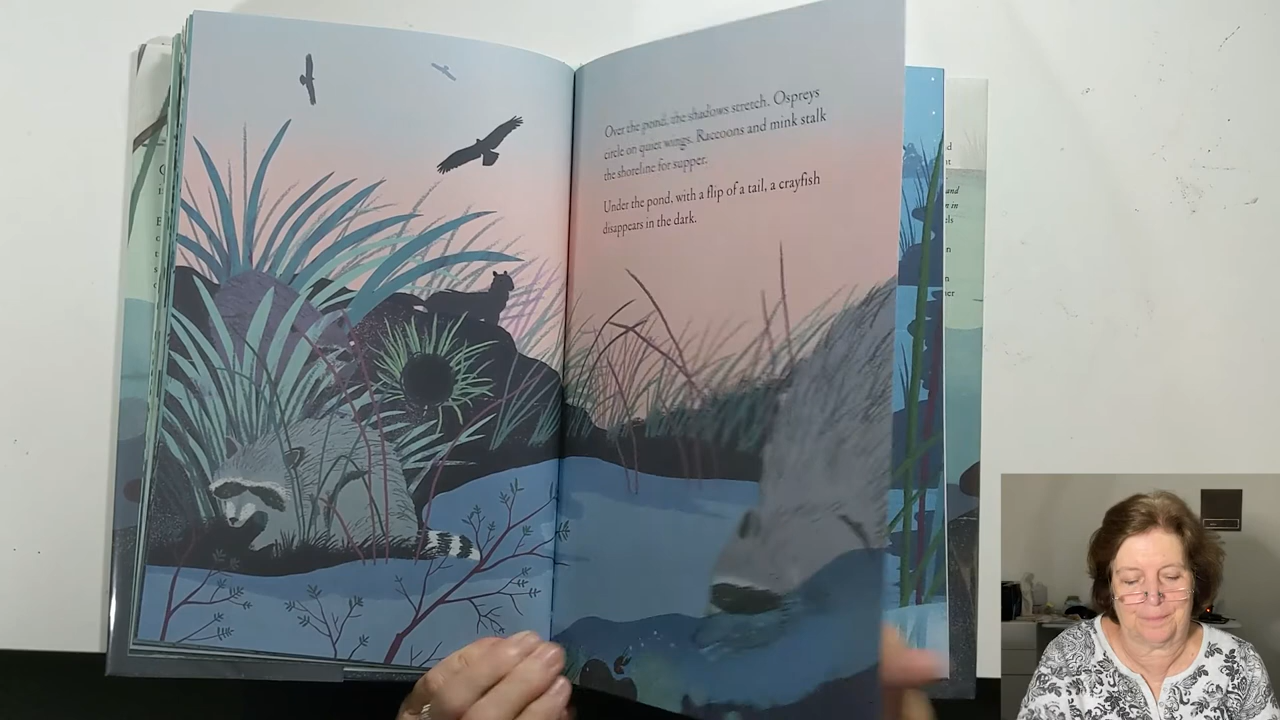 Over the pond, the shadows stretch. Ospreys
circle on quiet wings. Raccoons and mink stalk
the shoreline for supper.
Under the pond, with a flip of a tail, a crayfish
disappears in the dark.